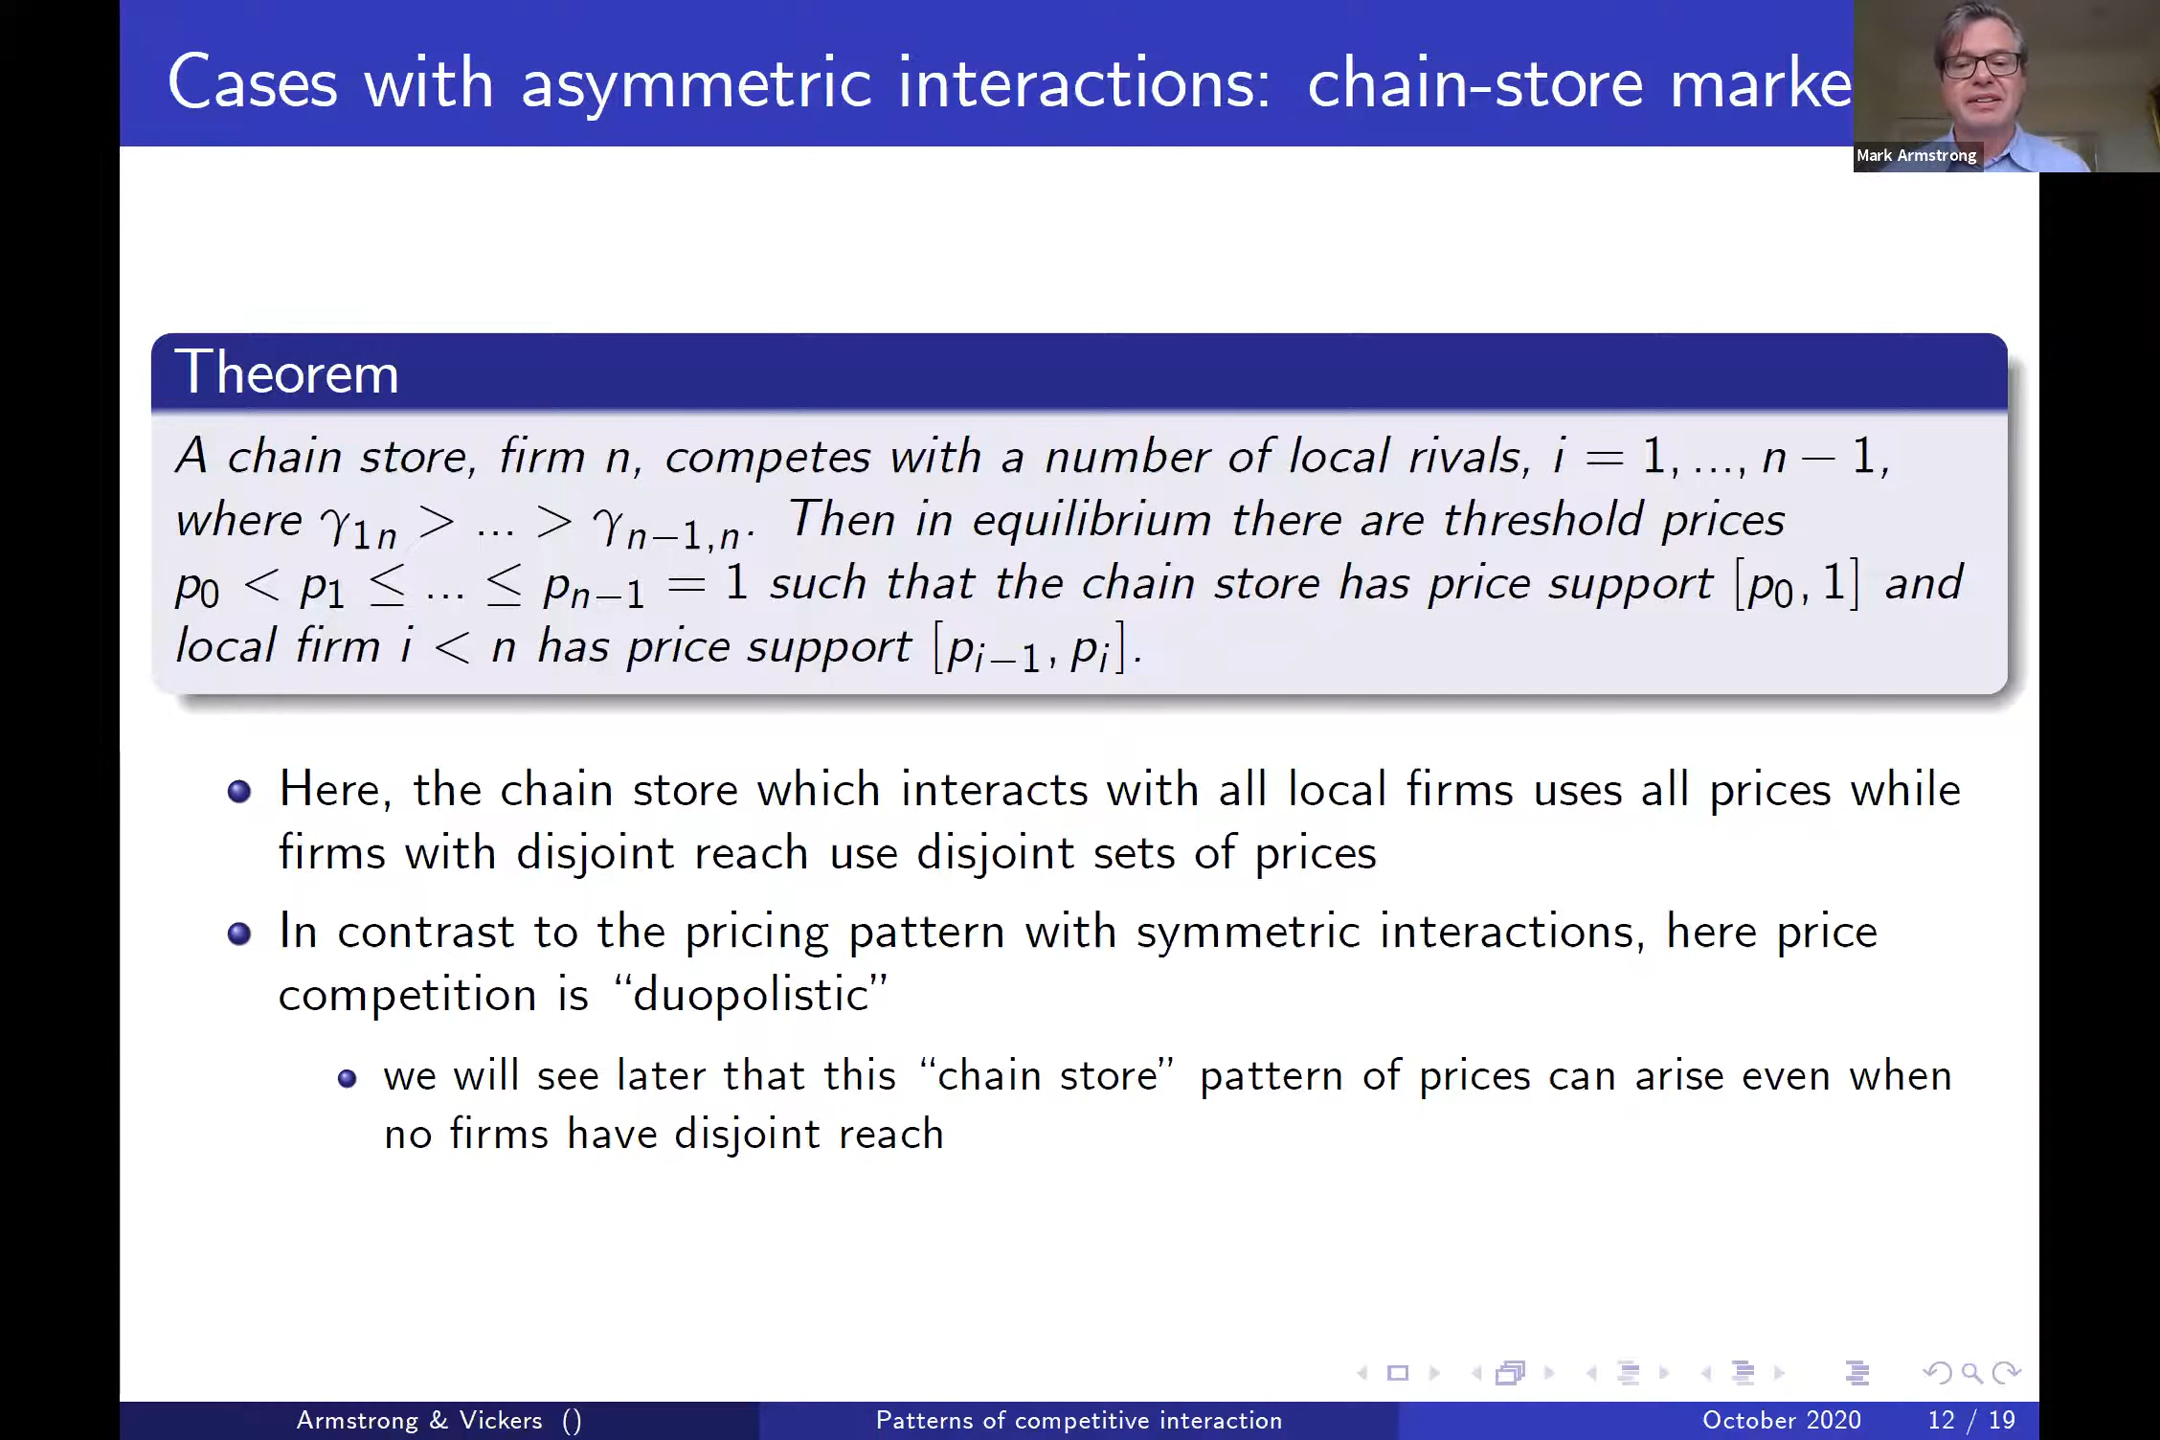 Cases with asymmetric interactions: chain-store marke
Mark Armstrong
Theorem
A chain store, firm n, competes with a number of local rivals, i = 1, ..., n − 1,
where γ₁ₙ > ... > γₙ₋₁,ₙ. Then in equilibrium there are threshold prices
p₀ < p₁ ≤ ... ≤ pₙ₋₁ = 1 such that the chain store has price support [p₀, 1] and
local firm i < n has price support [pᵢ₋₁, pᵢ].
Here, the chain store which interacts with all local firms uses all prices while
firms with disjoint reach use disjoint sets of prices
In contrast to the pricing pattern with symmetric interactions, here price
competition is “duopolistic”
we will see later that this “chain store” pattern of prices can arise even when
no firms have disjoint reach
Armstrong & Vickers () Patterns of competitive interaction October 2020 12 / 19